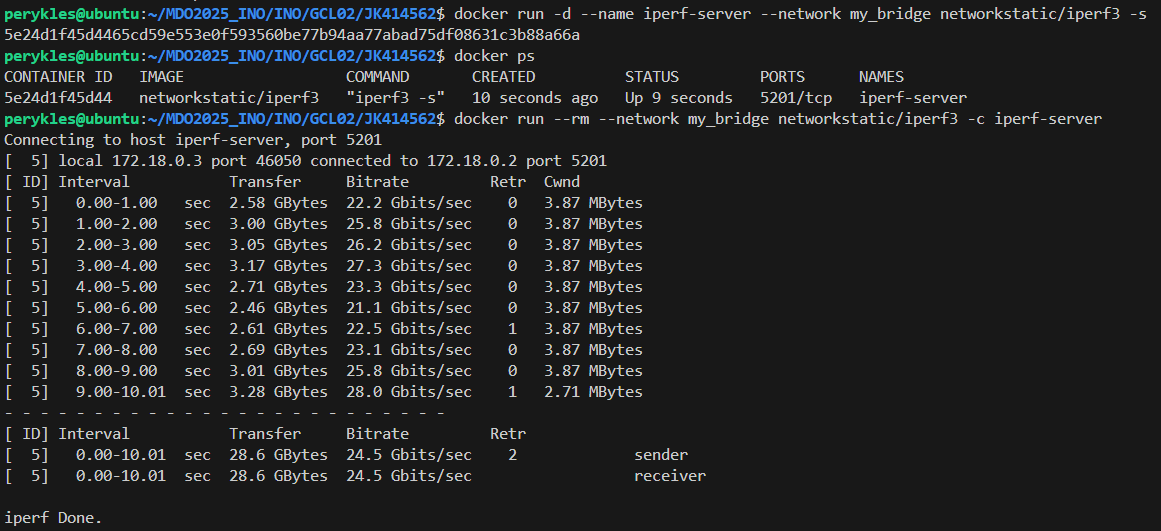 perykles@ubuntu:~/MDO2025_INO/INO/GCL02/JK414562$ docker run -d --name iperf-server --network my_bridge networkstatic/iperf3 -s
5e24d1f45d4465cd59e553e0f593560be77b94aa77abad75df08631c3b88a66a
perykles@ubuntu:~/MDO2025_INO/INO/GCL02/JK414562$ docker ps
CONTAINER ID   IMAGE                  COMMAND       CREATED          STATUS         PORTS      NAMES
5e24d1f45d44   networkstatic/iperf3   "iperf3 -s"   10 seconds ago   Up 9 seconds   5201/tcp   iperf-server
perykles@ubuntu:~/MDO2025_INO/INO/GCL02/JK414562$ docker run --rm --network my_bridge networkstatic/iperf3 -c iperf-server
Connecting to host iperf-server, port 5201
[  5] local 172.18.0.3 port 46050 connected to 172.18.0.2 port 5201
[ ID] Interval           Transfer     Bitrate         Retr  Cwnd
[  5]   0.00-1.00   sec  2.58 GBytes  22.2 Gbits/sec    0   3.87 MBytes
[  5]   1.00-2.00   sec  3.00 GBytes  25.8 Gbits/sec    0   3.87 MBytes
[  5]   2.00-3.00   sec  3.05 GBytes  26.2 Gbits/sec    0   3.87 MBytes
[  5]   3.00-4.00   sec  3.17 GBytes  27.3 Gbits/sec    0   3.87 MBytes
[  5]   4.00-5.00   sec  2.71 GBytes  23.3 Gbits/sec    0   3.87 MBytes
[  5]   5.00-6.00   sec  2.46 GBytes  21.1 Gbits/sec    0   3.87 MBytes
[  5]   6.00-7.00   sec  2.61 GBytes  22.5 Gbits/sec    1   3.87 MBytes
[  5]   7.00-8.00   sec  2.69 GBytes  23.1 Gbits/sec    0   3.87 MBytes
[  5]   8.00-9.00   sec  3.01 GBytes  25.8 Gbits/sec    0   3.87 MBytes
[  5]   9.00-10.01  sec  3.28 GBytes  28.0 Gbits/sec    1   2.71 MBytes
- - - - - - - - - - - - - - - - - - - - - - - - -
[ ID] Interval           Transfer     Bitrate         Retr
[  5]   0.00-10.01  sec  28.6 GBytes  24.5 Gbits/sec    2             sender
[  5]   0.00-10.01  sec  28.6 GBytes  24.5 Gbits/sec                  receiver
iperf Done.